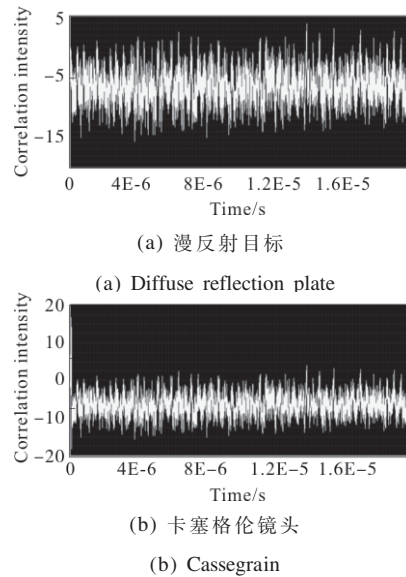 5
Correlation intensity
-5
-15
0 4E-6 8E-6 1.2E-5 1.6E-5
Time/s
(a) 漫反射目标
(a) Diffuse reflection plate
20
Correlation intensity
10
0
-10
-20
0 4E-6 8E-6 1.2E-5 1.6E-5
Time/s
(b) 卡塞格伦镜头
(b) Cassegrain